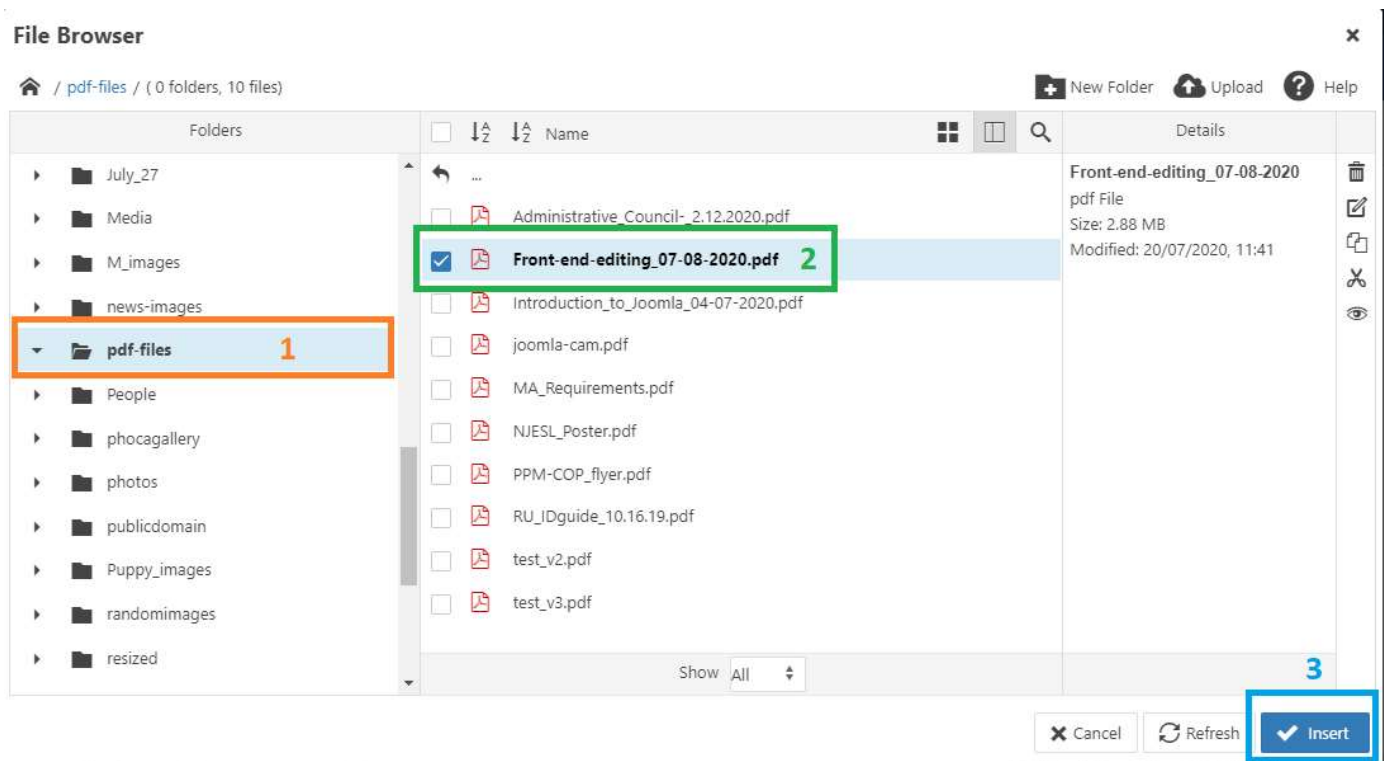 File Browser
/ pdf-files / ( 0 folders, 10 files)
New Folder
Upload
Help
Folders
Name
Details
July_27
Media
M_images
news-images
pdf-files 1
People
phocagallery
photos
publicdomain
Puppy_images
randomimages
resized
...
Administrative_Council-_2.12.2020.pdf
Front-end-editing_07-08-2020.pdf 2
Introduction_to_Joomla_04-07-2020.pdf
joomla-cam.pdf
MA_Requirements.pdf
NJESL_Poster.pdf
PPM-COP_flyer.pdf
RU_IDguide_10.16.19.pdf
test_v2.pdf
test_v3.pdf
Show All
Front-end-editing_07-08-2020
pdf File
Size: 2.88 MB
Modified: 20/07/2020, 11:41
3
Cancel
Refresh
Insert